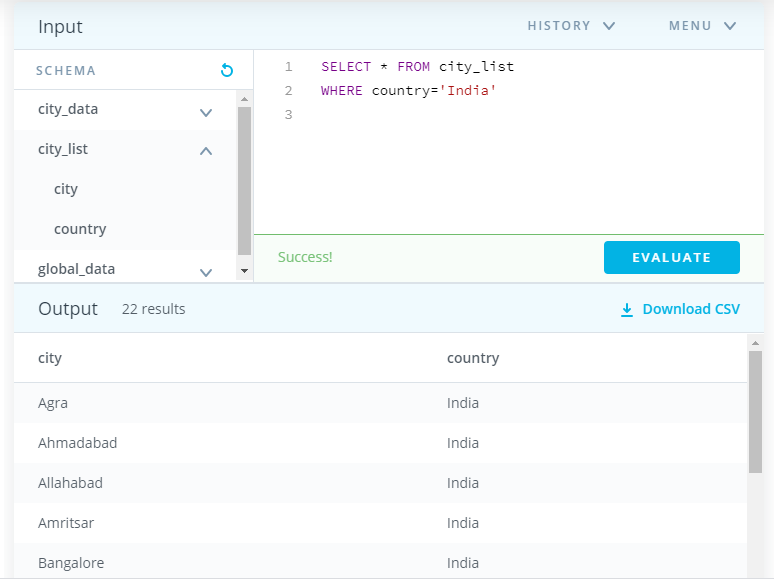 Input
HISTORY MENU
SCHEMA
city_data
city_list
city
country
global_data
1 SELECT * FROM city_list
2 WHERE country='India'
3
Success!
EVALUATE
Output 22 results Download CSV
city country
Agra India
Ahmadabad India
Allahabad India
Amritsar India
Bangalore India